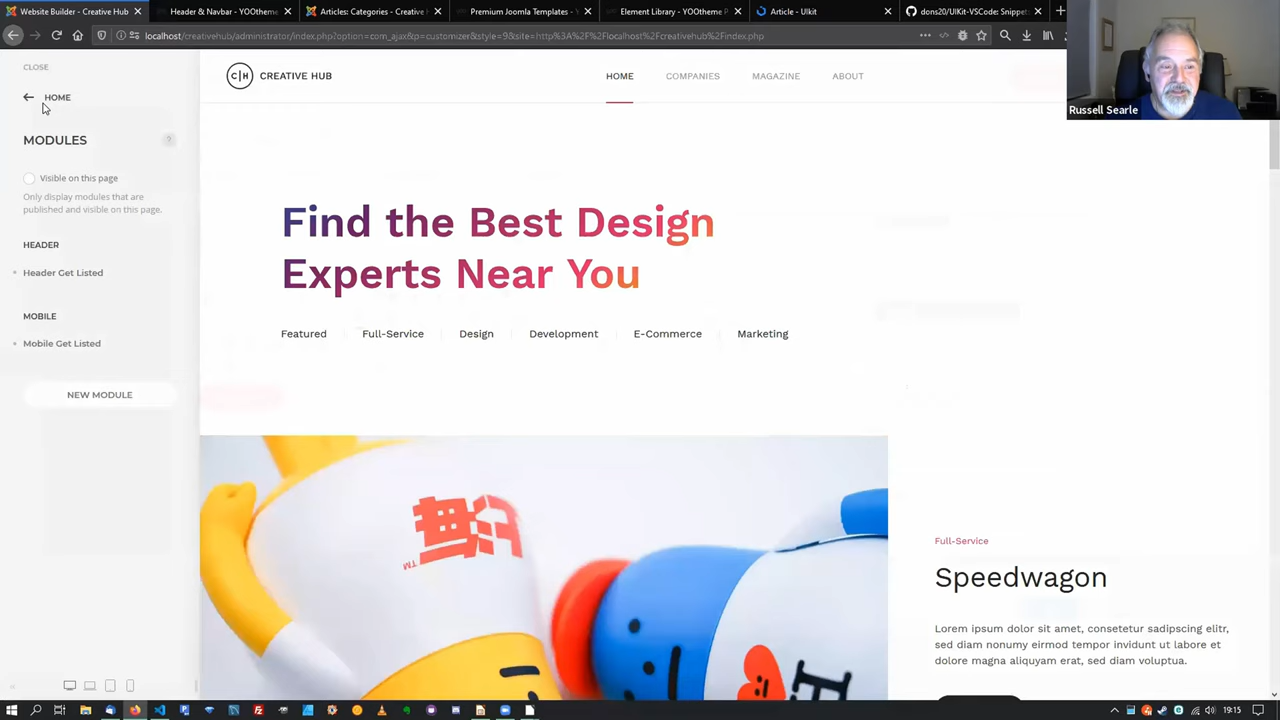 Website Builder - Creative Hub
Header & Navbar - YOOtheme
Articles: Categories - Creative H
Premium Joomla Templates - Y
Element Library - YOOtheme P
Article - UIkit
dons20/UIKit-VSCode: Snippets
localhost/creativehub/administrator/index.php?option=com_ajax&p=customizer&style=9&site=http%3A%2F%2Flocalhost%2Fcreativehub%2Findex.php
Russell Searle
CLOSE
HOME
MODULES
?
Visible on this page
Only display modules that are
published and visible on this page.
HEADER
Header Get Listed
MOBILE
Mobile Get Listed
NEW MODULE
C|H CREATIVE HUB
HOME
COMPANIES
MAGAZINE
ABOUT
Find the Best Design
Experts Near You
Featured
Full-Service
Design
Development
E-Commerce
Marketing
Full-Service
Speedwagon
Lorem ipsum dolor sit amet, consetetur sadipscing elitr,
sed diam nonumy eirmod tempor invidunt ut labore et
dolore magna aliquyam erat, sed diam voluptua.
19:15